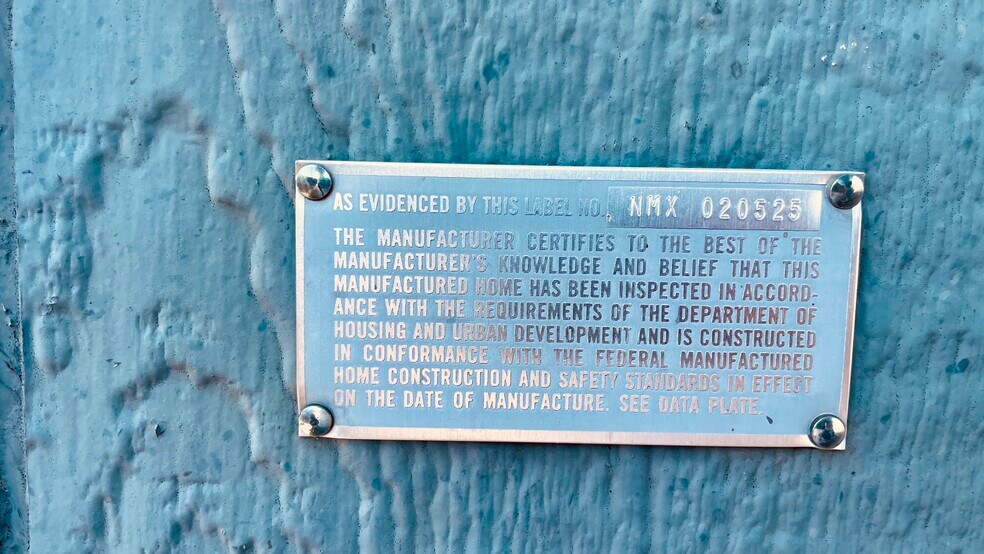 AS EVIDENCED BY THIS LABEL NO. NMX 020525
THE MANUFACTURER CERTIFIES TO THE BEST OF THE
MANUFACTURER'S KNOWLEDGE AND BELIEF THAT THIS
MANUFACTURED HOME HAS BEEN INSPECTED IN ACCORD-
ANCE WITH THE REQUIREMENTS OF THE DEPARTMENT OF
HOUSING AND URBAN DEVELOPMENT AND IS CONSTRUCTED
IN CONFORMANCE WITH THE FEDERAL MANUFACTURED
HOME CONSTRUCTION AND SAFETY STANDARDS IN EFFECT
ON THE DATE OF MANUFACTURE. SEE DATA PLATE.